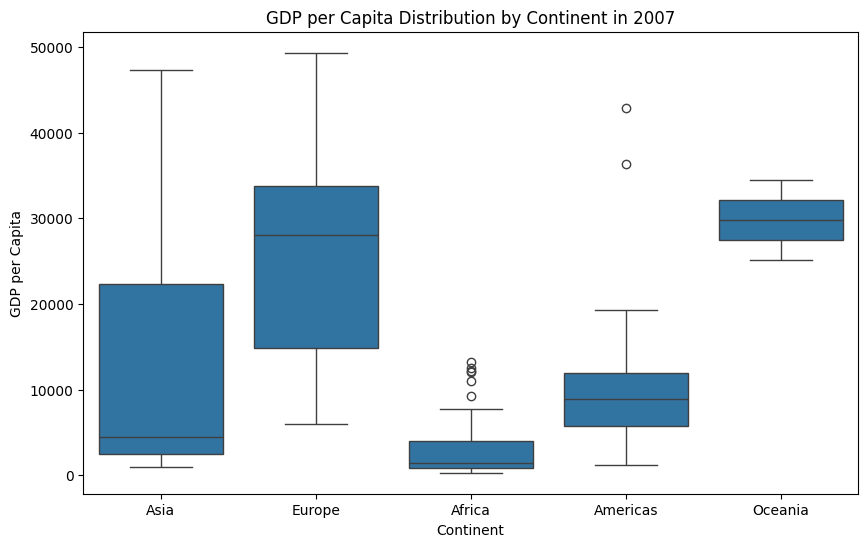 GDP per Capita Distribution by Continent in 2007
50000
40000
30000
20000
10000
0
GDP per Capita
Asia Europe Africa Americas Oceania
Continent